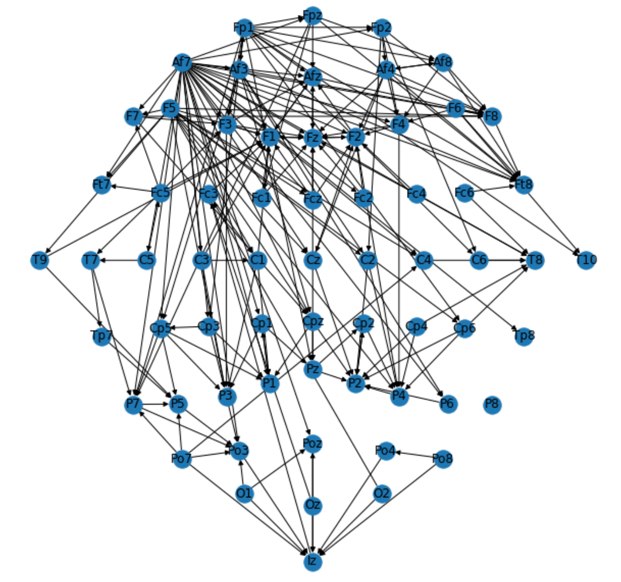 Fpz
Fp1 Fp2
Af7 Af3 Afz Af4 Af8
F7 F5 F3 F1 Fz F2 F4 F6 F8
Ft7 Fc5 Fc3 Fc1 Fcz Fc2 Fc4 Fc6 Ft8
T9 T7 C5 C3 C1 Cz C2 C4 C6 T8 T10
Tp7 Cp5 Cp3 Cp1 Cpz Cp2 Cp4 Cp6 Tp8
P7 P5 P3 P1 Pz P2 P4 P6 P8
Po7 Po3 Poz Po4 Po8
O1 Oz O2
Iz